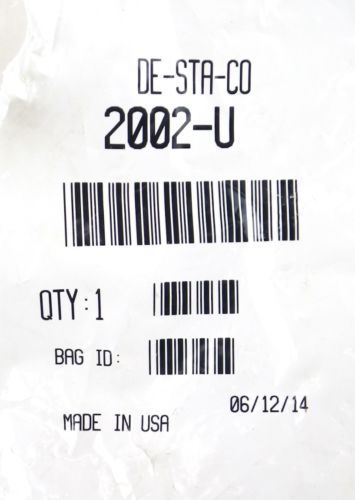 DE-STA-CO
2002-U
QTY:1
BAG ID:
06/12/14
MADE IN USA